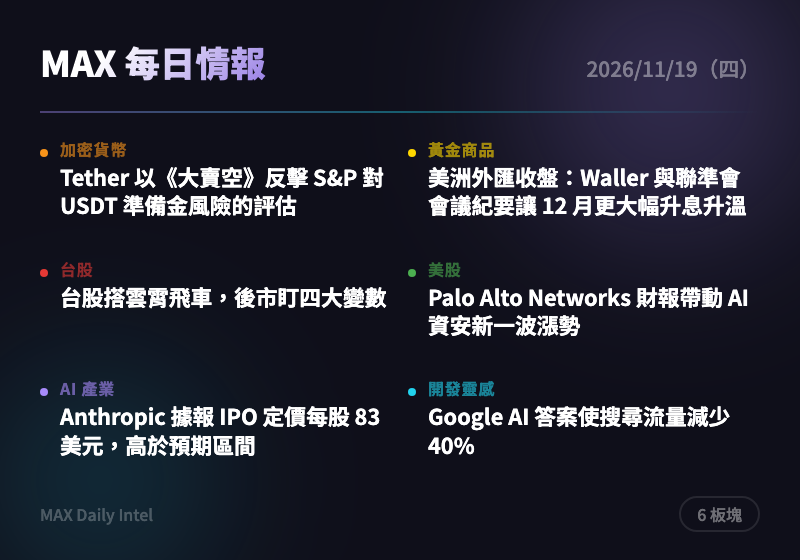 MAX 每日情報
2026/11/19（四）
加密貨幣
Tether 以《大賣空》反擊 S&P 對
USDT 準備金風險的評估
黃金商品
美洲外匯收盤：Waller 與聯準會
會議紀要讓 12 月更大幅升息升溫
台股
台股搭雲霄飛車，後市盯四大變數
美股
Palo Alto Networks 財報帶動 AI
資安新一波漲勢
AI 產業
Anthropic 據報 IPO 定價每股 83
美元，高於預期區間
開發靈感
Google AI 答案使搜尋流量減少
40%
MAX Daily Intel
6 板塊